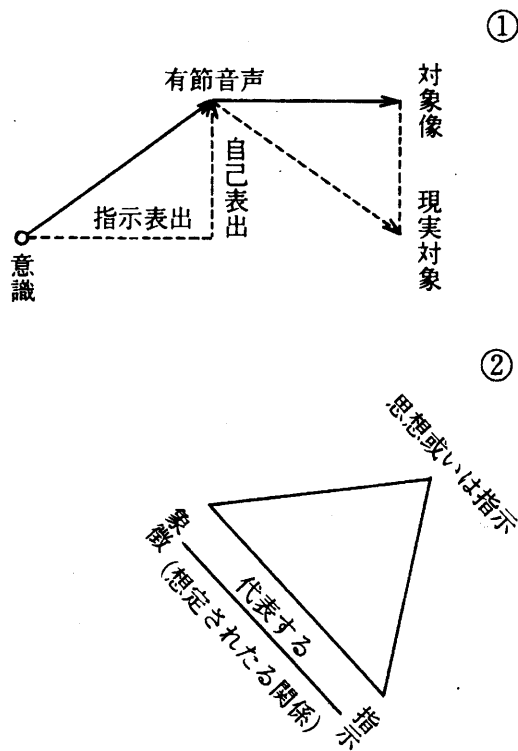 ①
有節音声
対象像
自己表出
指示表出
現実対象
意識
②
思想或いは指示
象徴
代表する
(想定されたる関係)
指示